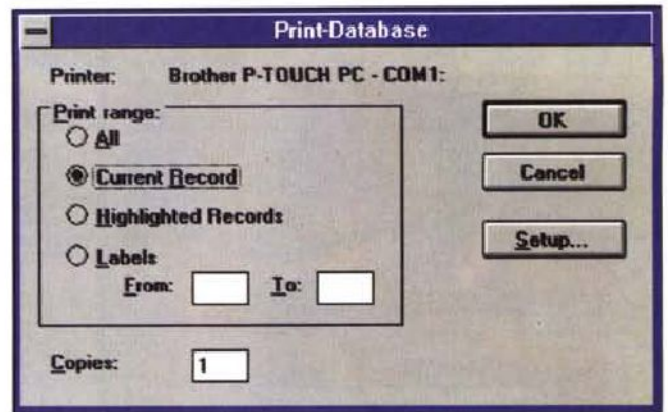 Print-Database
Printer: Brother P-TOUCH PC - COM1:
Print range:
All
Current Record
Highlighted Records
Labels
From: To:
Copies: 1
OK
Cancel
Setup...